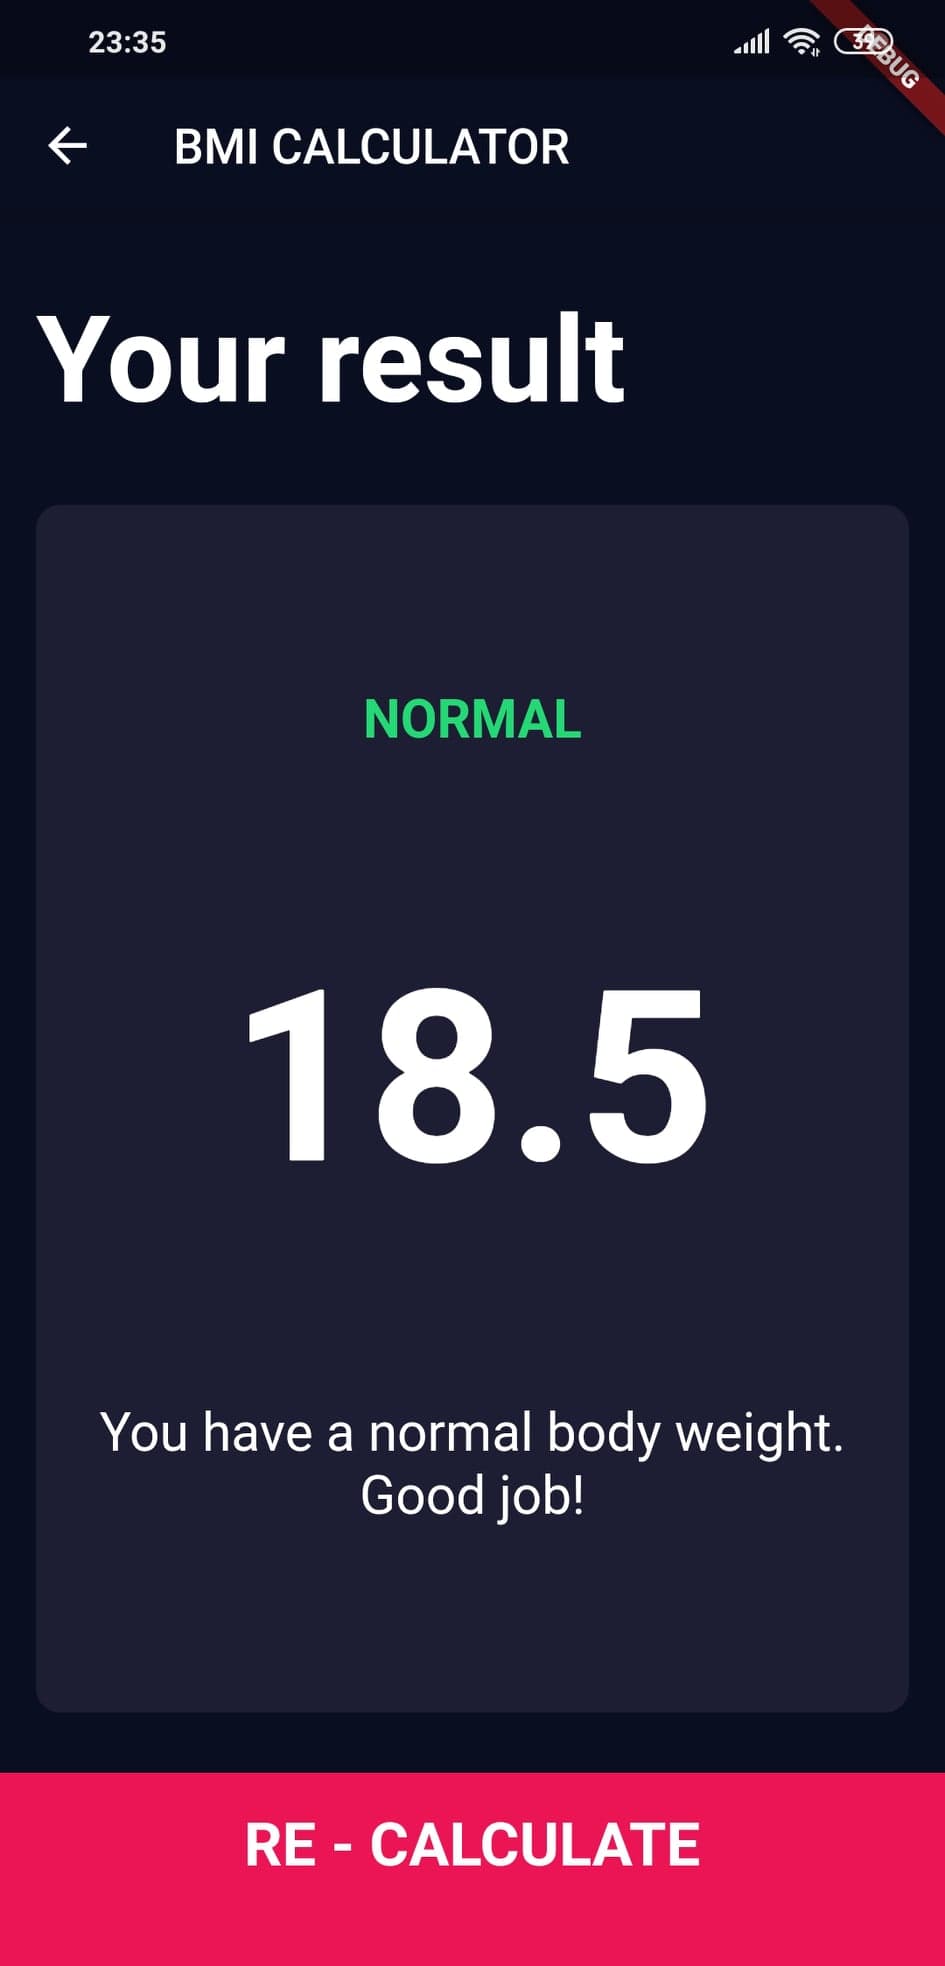 23:35
39
DEBUG
BMI CALCULATOR
Your result
NORMAL
18.5
You have a normal body weight.
Good job!
RE - CALCULATE